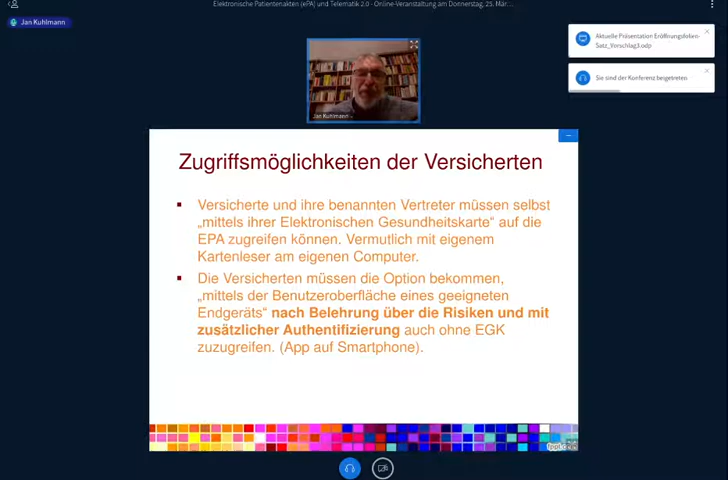 Elektronische Patientenakten (ePA) und Telematik 2.0 - Online-Veranstaltung am Donnerstag, 25. Mär...
Jan Kuhlmann
Aktuelle Präsentation Eröffnungsfolien-
Satz_Vorschlag3.odp
Sie sind der Konferenz beigetreten
Jan Kuhlmann
Zugriffsmöglichkeiten der Versicherten
Versicherte und ihre benannten Vertreter müssen selbst
„mittels ihrer Elektronischen Gesundheitskarte“ auf die
EPA zugreifen können. Vermutlich mit eigenem
Kartenleser am eigenen Computer.
Die Versicherten müssen die Option bekommen,
„mittels der Benutzeroberfläche eines geeigneten
Endgeräts“ nach Belehrung über die Risiken und mit
zusätzlicher Authentifizierung auch ohne EGK
zuzugreifen. (App auf Smartphone).